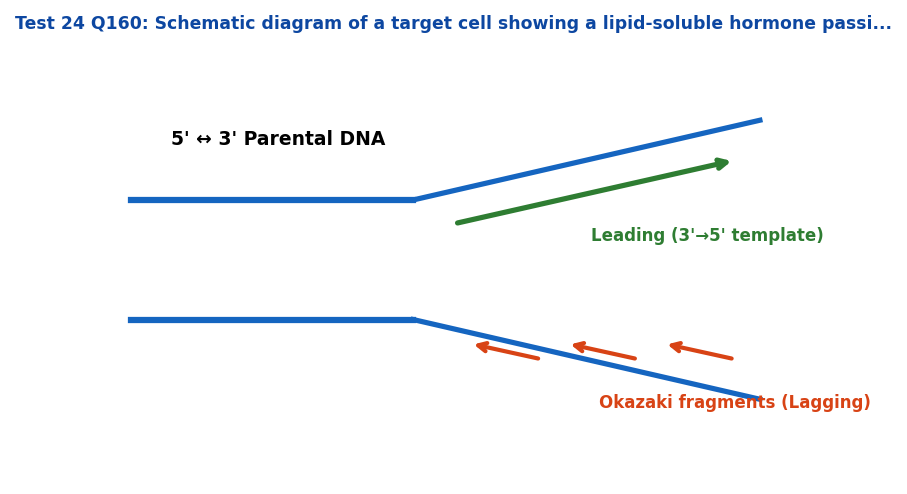 Test 24 Q160: Schematic diagram of a target cell showing a lipid-soluble hormone passi...
5' ↔ 3' Parental DNA
Leading (3'→5' template)
Okazaki fragments (Lagging)